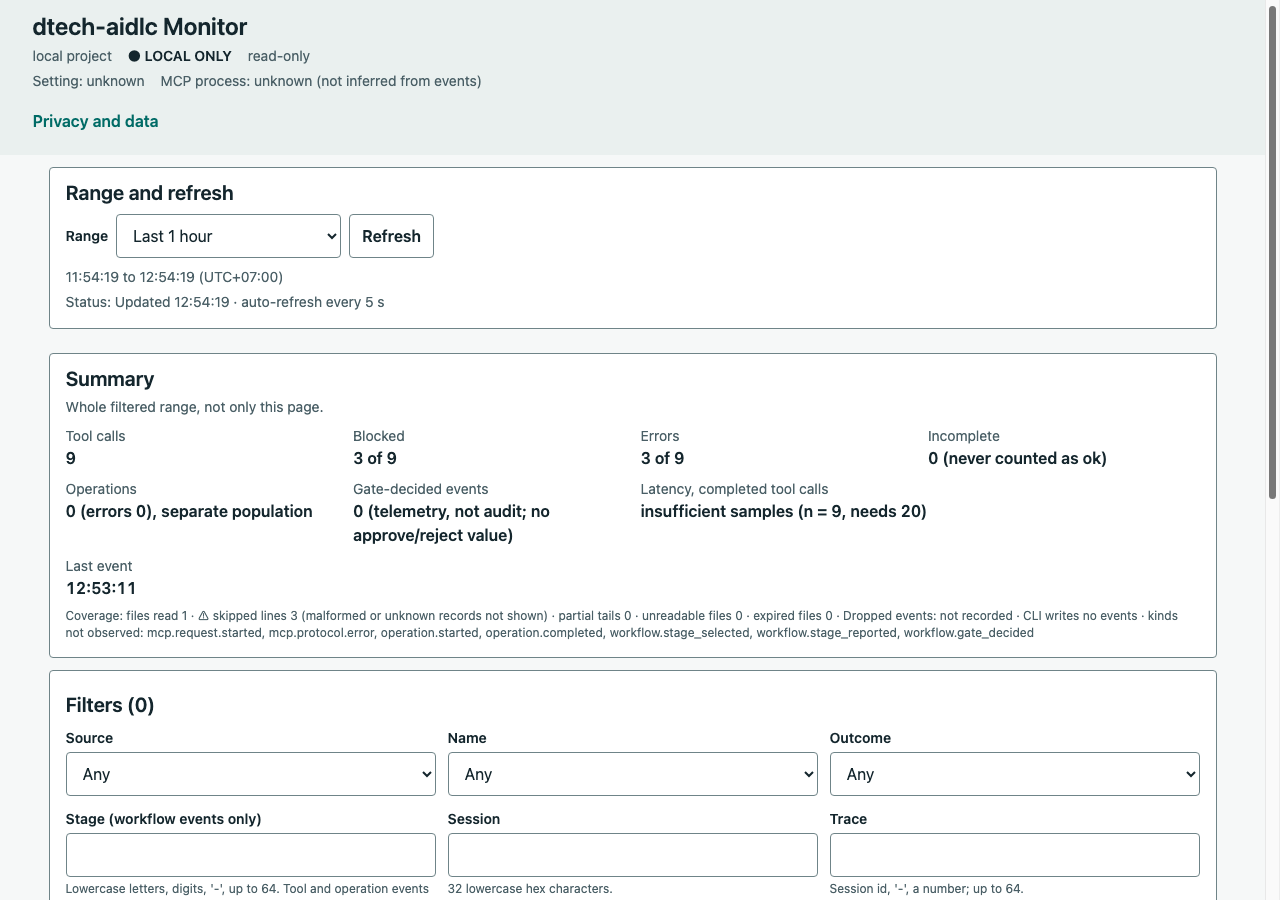 dtech-aidlc Monitor
local project ● LOCAL ONLY read-only
Setting: unknown MCP process: unknown (not inferred from events)
Privacy and data
Range and refresh
Range Last 1 hour Refresh
11:54:19 to 12:54:19 (UTC+07:00)
Status: Updated 12:54:19 · auto-refresh every 5 s
Summary
Whole filtered range, not only this page.
Tool calls Blocked Errors Incomplete
9 3 of 9 3 of 9 0 (never counted as ok)
Operations Gate-decided events Latency, completed tool calls
0 (errors 0), separate population 0 (telemetry, not audit; no insufficient samples (n = 9, needs 20)
approve/reject value)
Last event
12:53:11
Coverage: files read 1 · ⚠ skipped lines 3 (malformed or unknown records not shown) · partial tails 0 · unreadable files 0 · expired files 0 · Dropped events: not recorded · CLI writes no events · kinds
not observed: mcp.request.started, mcp.protocol.error, operation.started, operation.completed, workflow.stage_selected, workflow.stage_reported, workflow.gate_decided
Filters (0)
Source Name Outcome
Any Any Any
Stage (workflow events only) Session Trace
Lowercase letters, digits, '-', up to 64. Tool and operation events 32 lowercase hex characters. Session id, '-', a number; up to 64.